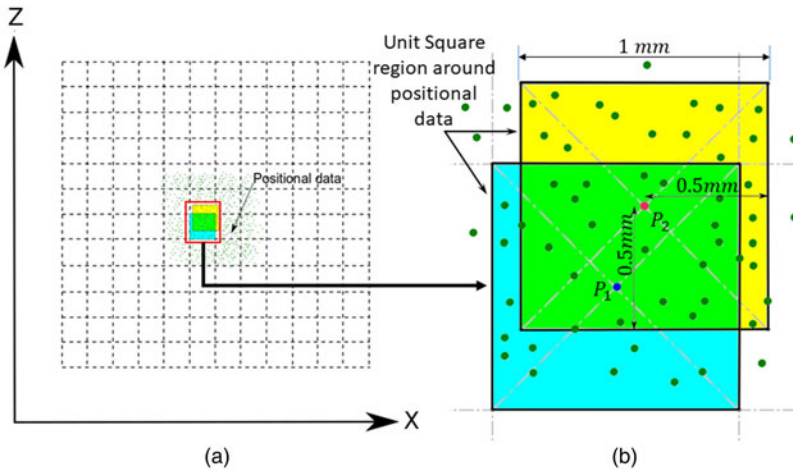 Z
Positional data
X
(a)
Unit Square
region around
positional
data
1 mm
0.5mm
P2
0.5mm
P1
(b)